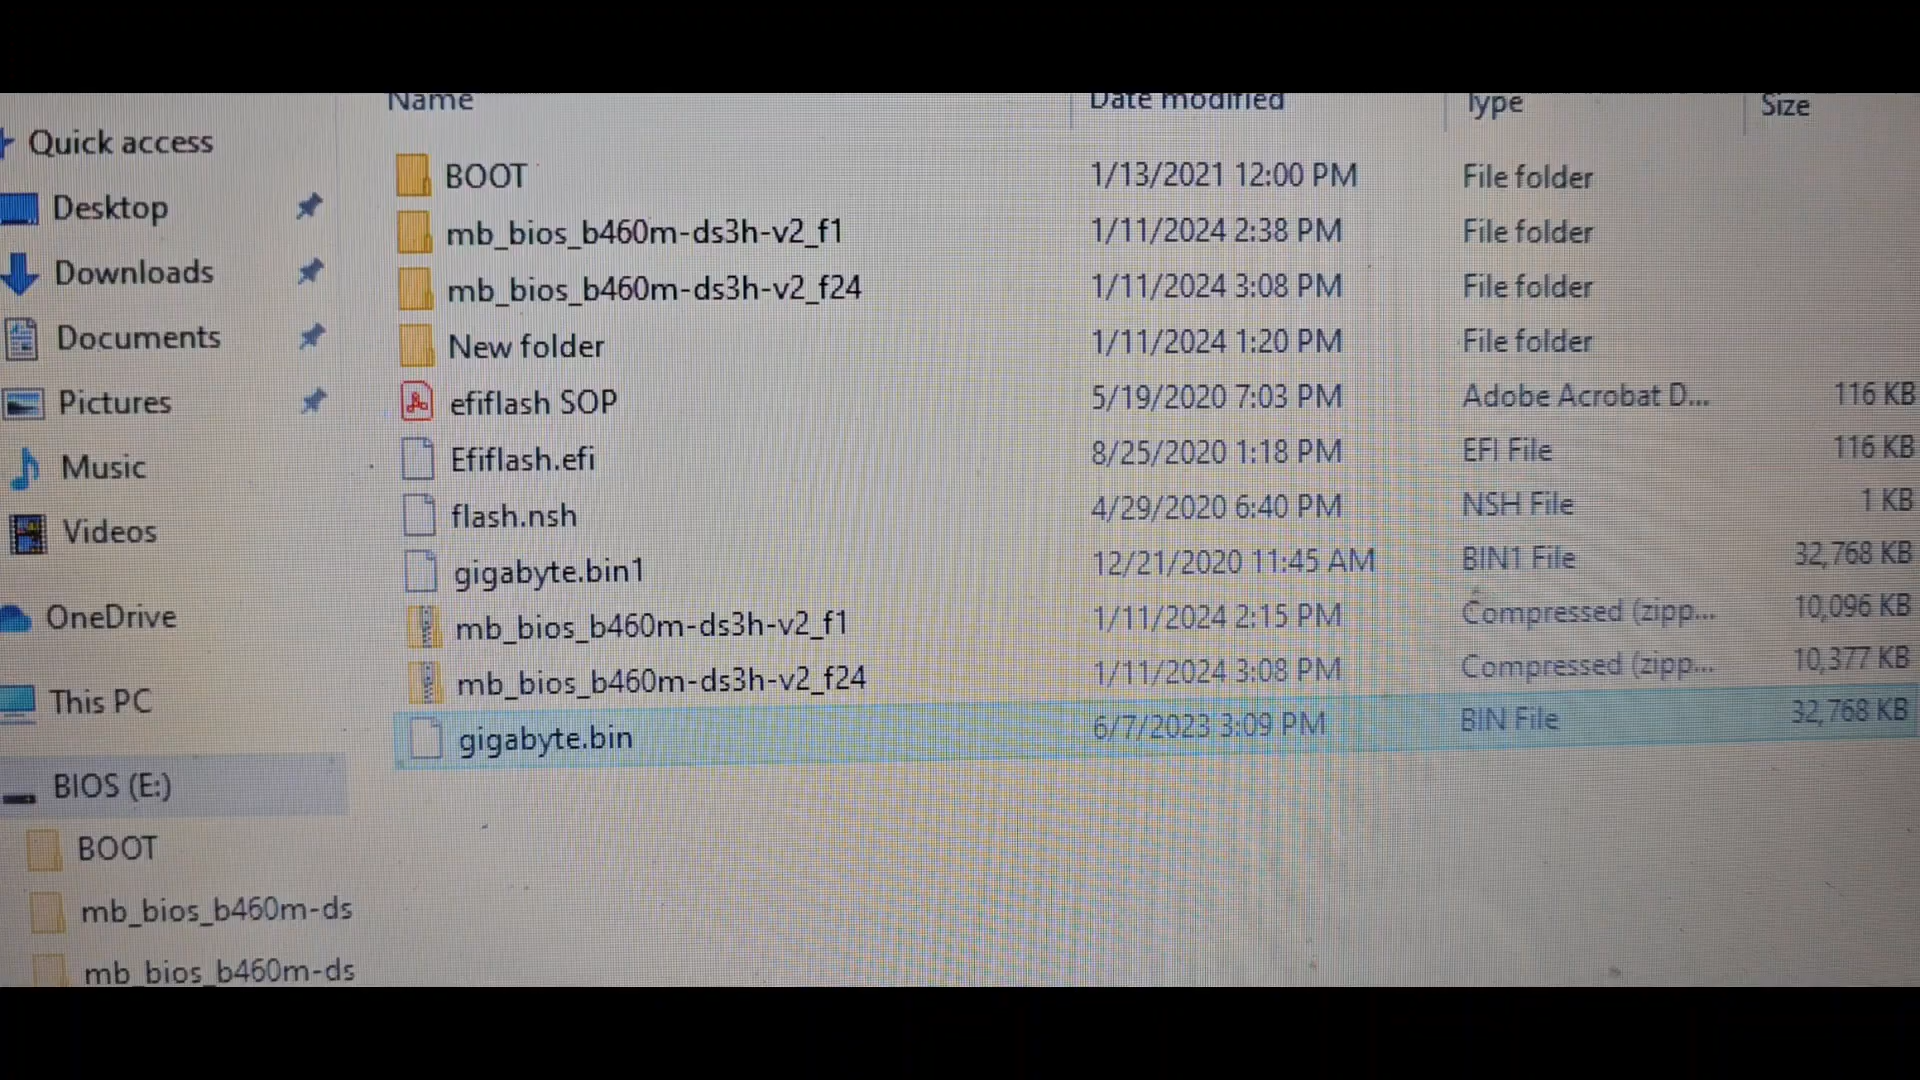 Name Date modified Type Size
Quick access
Desktop
Downloads
Documents
Pictures
Music
Videos
OneDrive
This PC
BIOS (E:)
BOOT
mb_bios_b460m-ds
mb_bios_b460m-ds
BOOT 1/13/2021 12:00 PM File folder
mb_bios_b460m-ds3h-v2_f1 1/11/2024 2:38 PM File folder
mb_bios_b460m-ds3h-v2_f24 1/11/2024 3:08 PM File folder
New folder 1/11/2024 1:20 PM File folder
efiflash SOP 5/19/2020 7:03 PM Adobe Acrobat D... 116 KB
Efiflash.efi 8/25/2020 1:18 PM EFI File 116 KB
flash.nsh 4/29/2020 6:40 PM NSH File 1 KB
gigabyte.bin1 12/21/2020 11:45 AM BIN1 File 32,768 KB
mb_bios_b460m-ds3h-v2_f1 1/11/2024 2:15 PM Compressed (zipp... 10,096 KB
mb_bios_b460m-ds3h-v2_f24 1/11/2024 3:08 PM Compressed (zipp... 10,377 KB
gigabyte.bin 6/7/2023 3:09 PM BIN File 32,768 KB